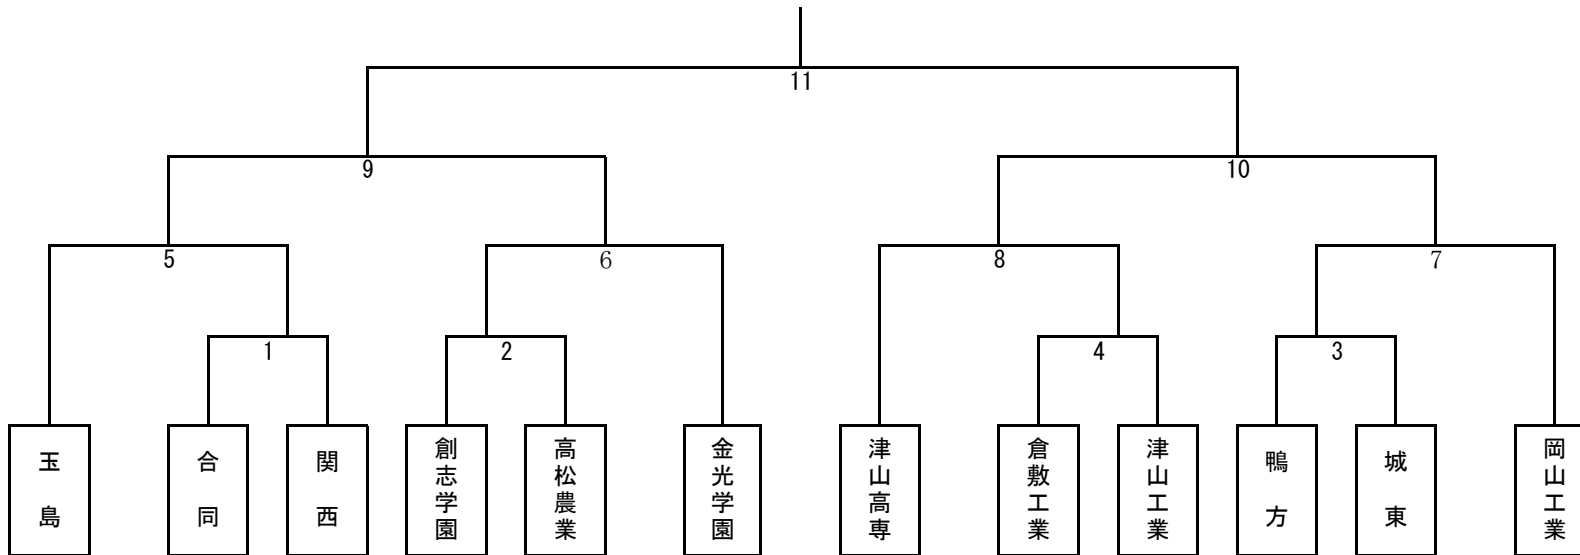 11
9
10
5
6
8
7
1
2
4
3
玉島
合同
関西
創志学園
高松農業
金光学園
津山高専
倉敷工業
津山工業
鴨方
城東
岡山工業